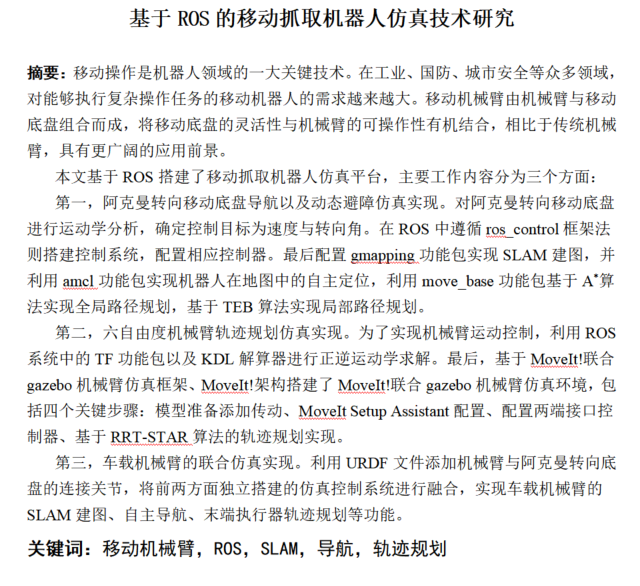 基于 ROS 的移动抓取机器人仿真技术研究
摘要：移动操作是机器人领域的一大关键技术。在工业、国防、城市安全等众多领域，
对能够执行复杂操作任务的移动机器人的需求越来越大。移动机械臂由机械臂与移动
底盘组合而成，将移动底盘的灵活性与机械臂的可操作性有机结合，相比于传统机械
臂，具有更广阔的应用前景。
本文基于 ROS 搭建了移动抓取机器人仿真平台，主要工作内容分为三个方面：
第一，阿克曼转向移动底盘导航以及动态避障仿真实现。对阿克曼转向移动底盘
进行运动学分析，确定控制目标为速度与转向角。在 ROS 中遵循 ros_control 框架法
则搭建控制系统，配置相应控制器。最后配置 gmapping 功能包实现 SLAM 建图，并
利用 amcl 功能包实现机器人在地图中的自主定位，利用 move_base 功能包基于 A*算
法实现全局路径规划，基于 TEB 算法实现局部路径规划。
第二，六自由度机械臂轨迹规划仿真实现。为了实现机械臂运动控制，利用 ROS
系统中的 TF 功能包以及 KDL 解算器进行正逆运动学求解。最后，基于 MoveIt!联合
gazebo 机械臂仿真框架、MoveIt!架构搭建了 MoveIt!联合 gazebo 机械臂仿真环境，包
括四个关键步骤：模型准备添加传动、MoveIt Setup Assistant 配置、配置两端接口控
制器、基于 RRT-STAR 算法的轨迹规划实现。
第三，车载机械臂的联合仿真实现。利用 URDF 文件添加机械臂与阿克曼转向底
盘的连接关节，将前两方面独立搭建的仿真控制系统进行融合，实现车载机械臂的
SLAM 建图、自主导航、末端执行器轨迹规划等功能。
关键词：移动机械臂，ROS，SLAM，导航，轨迹规划